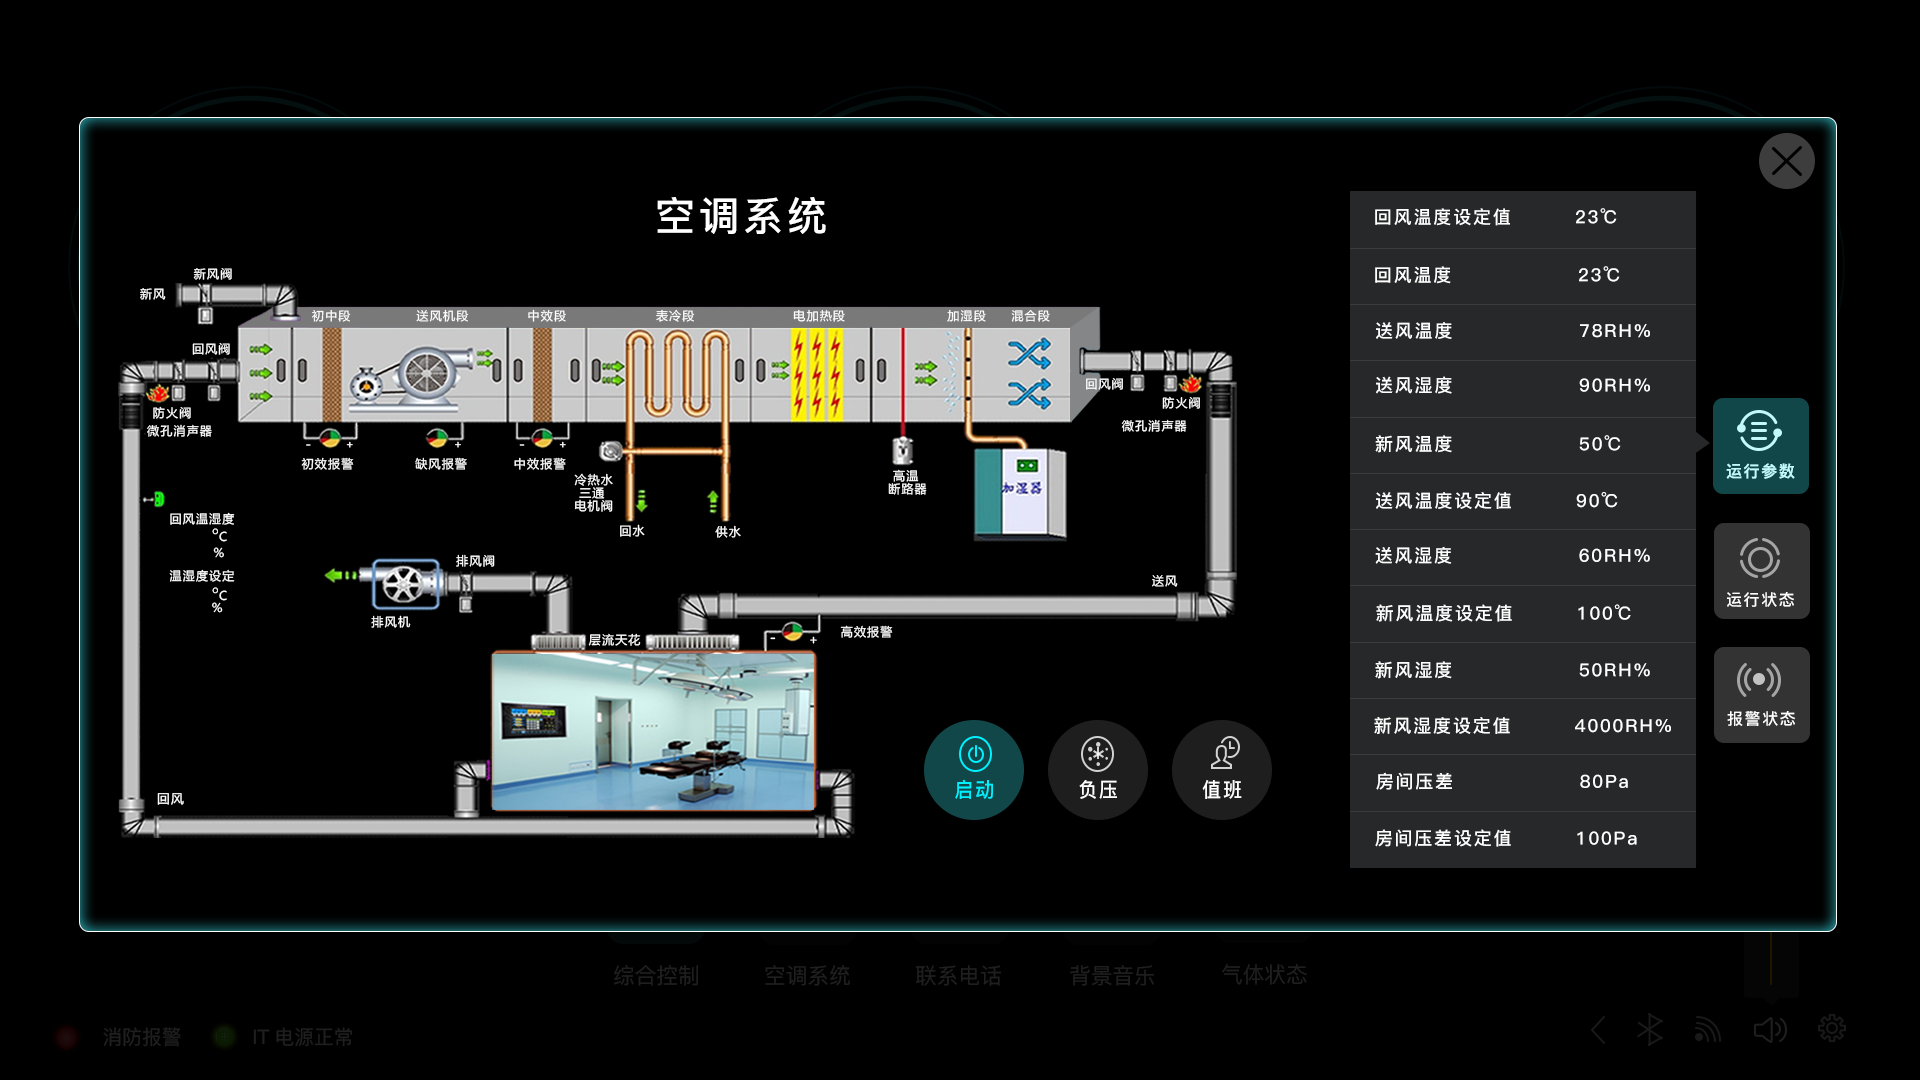 空调系统
新风阀
新风
初中段
送风机段
中效段
表冷段
电加热段
加湿段
混合段
回风阀
防火阀
微孔消声器
回风阀
防火阀
微孔消声器
- +
+
- +
初效报警
缺风报警
中效报警
冷热水
三通
电机阀
回水
供水
高温
断路器
加湿器
回风温湿度
℃
%
温湿度设定
℃
%
排风阀
排风机
送风
层流天花
- +
高效报警
回风
启动
负压
值班
回风温度设定值 23℃
回风温度 23℃
送风温度 78RH%
送风湿度 90RH%
新风温度 50℃
送风温度设定值 90℃
送风湿度 60RH%
新风温度设定值 100℃
新风湿度 50RH%
新风湿度设定值 4000RH%
房间压差 80Pa
房间压差设定值 100Pa
运行参数
运行状态
报警状态
综合控制
空调系统
联系电话
背景音乐
气体状态
消防报警
IT 电源正常